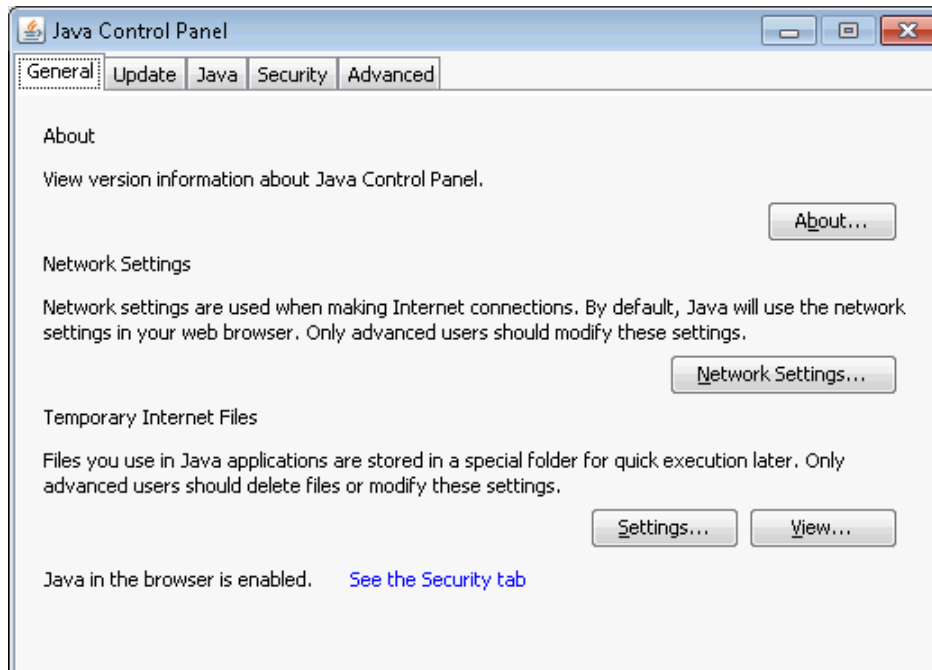 Java Control Panel
General Update Java Security Advanced
About
View version information about Java Control Panel.
About...
Network Settings
Network settings are used when making Internet connections. By default, Java will use the network
settings in your web browser. Only advanced users should modify these settings.
Network Settings...
Temporary Internet Files
Files you use in Java applications are stored in a special folder for quick execution later. Only
advanced users should delete files or modify these settings.
Settings... View...
Java in the browser is enabled. See the Security tab